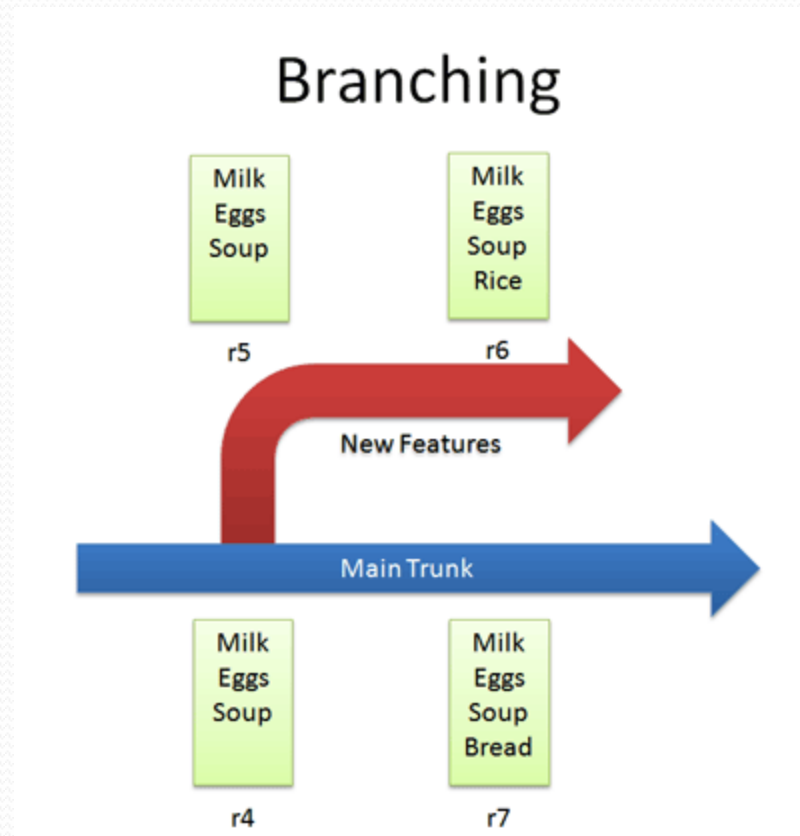 Branching
Milk
Eggs
Soup
r5
Milk
Eggs
Soup
Rice
r6
New Features
Main Trunk
Milk
Eggs
Soup
r4
Milk
Eggs
Soup
Bread
r7